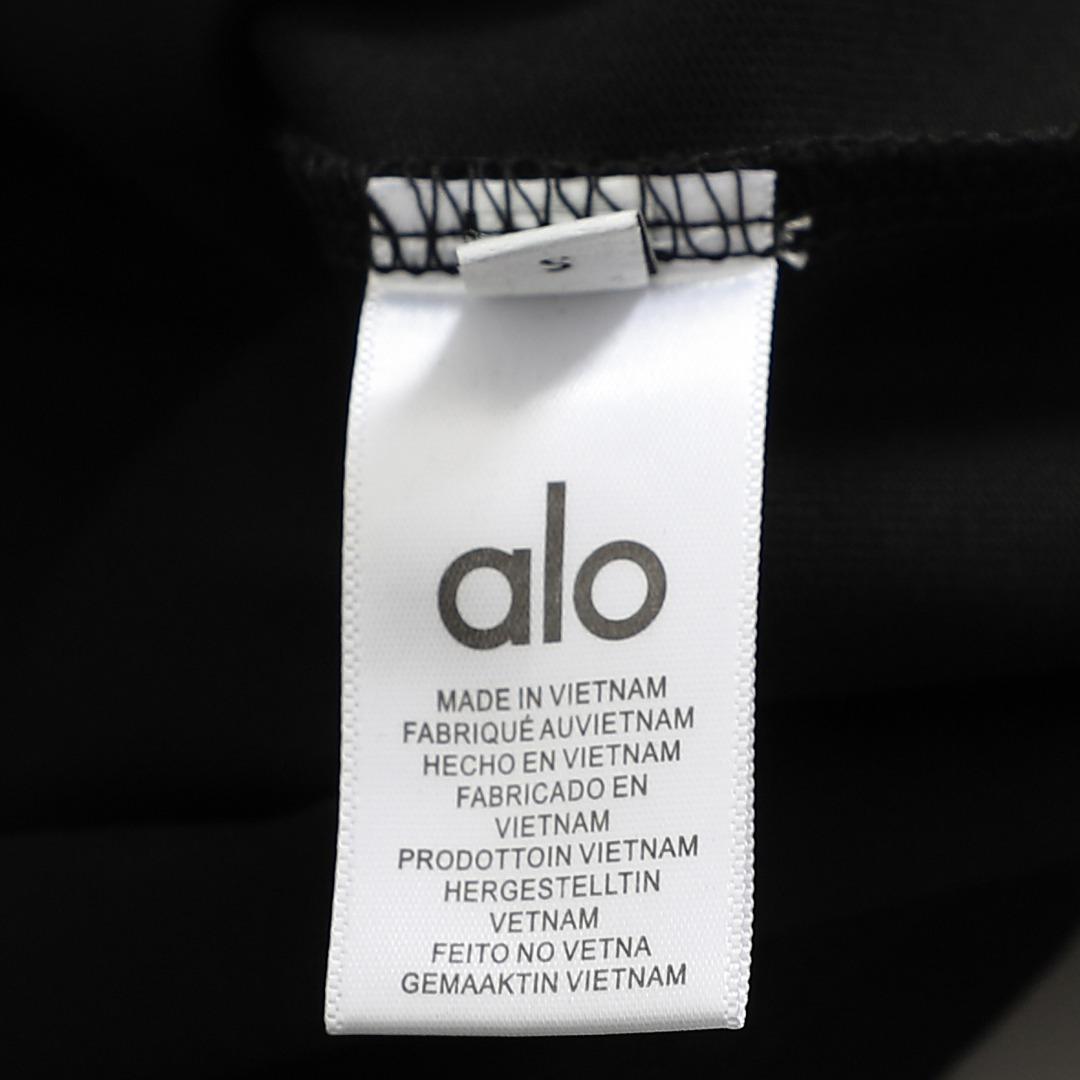 S
alo
MADE IN VIETNAM
FABRIQUÉ AUVIETNAM
HECHO EN VIETNAM
FABRICADO EN
VIETNAM
PRODOTTOIN VIETNAM
HERGESTELLTIN
VETNAM
FEITO NO VETNA
GEMAAKTIN VIETNAM